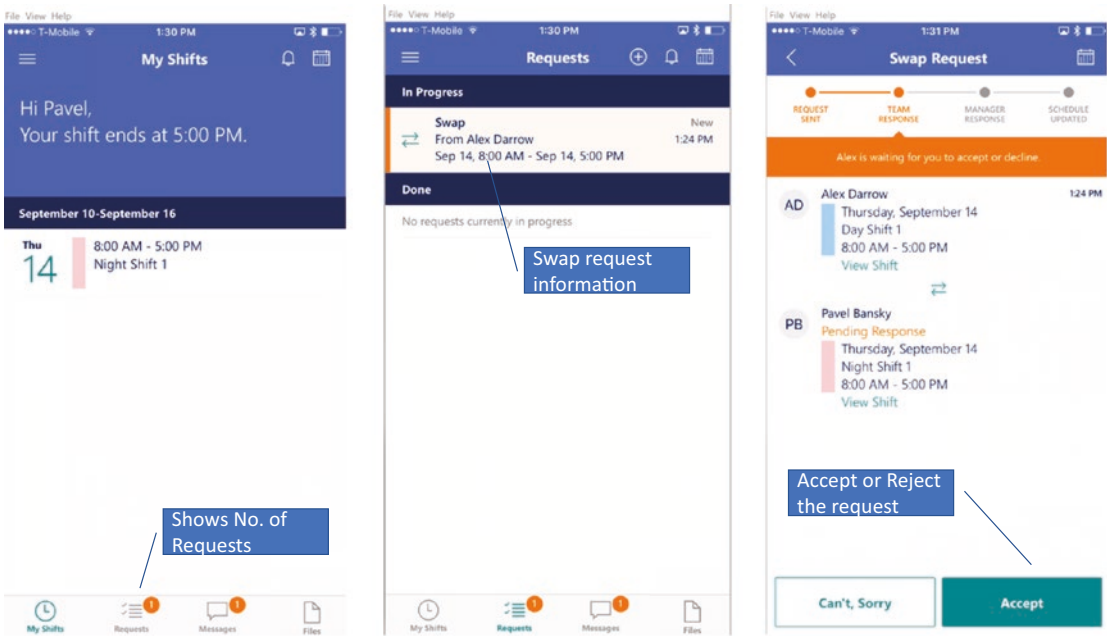 File View Help
T-Mobile 1:30 PM
My Shifts
Hi Pavel,
Your shift ends at 5:00 PM.
September 10-September 16
Thu
14
8:00 AM - 5:00 PM
Night Shift 1
Shows No. of
Requests
1
1
My Shifts Requests Messages Files
File View Help
T-Mobile 1:30 PM
Requests
In Progress
Swap New
From Alex Darrow 1:24 PM
Sep 14, 8:00 AM - Sep 14, 5:00 PM
Done
No requests currently in progress
Swap request
information
1
1
My Shifts Requests Messages Files
File View Help
T-Mobile 1:31 PM
Swap Request
REQUEST
SENT
TEAM
RESPONSE
MANAGER
RESPONSE
SCHEDULE
UPDATED
Alex is waiting for you to accept or decline.
AD
Alex Darrow 1:24 PM
Thursday, September 14
Day Shift 1
8:00 AM - 5:00 PM
View Shift
PB
Pavel Bansky
Pending Response
Thursday, September 14
Night Shift 1
8:00 AM - 5:00 PM
View Shift
Accept or Reject
the request
Can't, Sorry
Accept